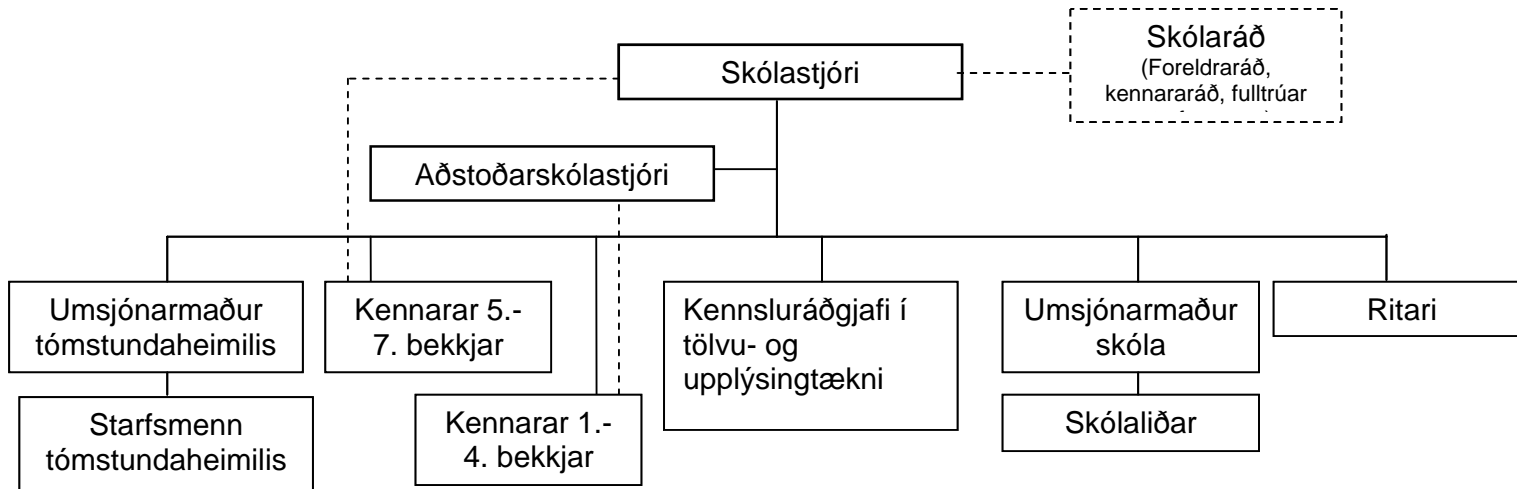 Skólaráð
(Foreldraráð,
kennararáð, fulltrúar
Skólastjóri
Aðstoðarskólastjóri
Umsjónarmaður
tómstundaheimilis
Kennarar 5.-
7. bekkjar
Kennsluráðgjafi í
tölvu- og
upplýsingtækni
Umsjónarmaður
skóla
Ritari
Starfsmenn
tómstundaheimilis
Kennarar 1.-
4. bekkjar
Skólaliðar